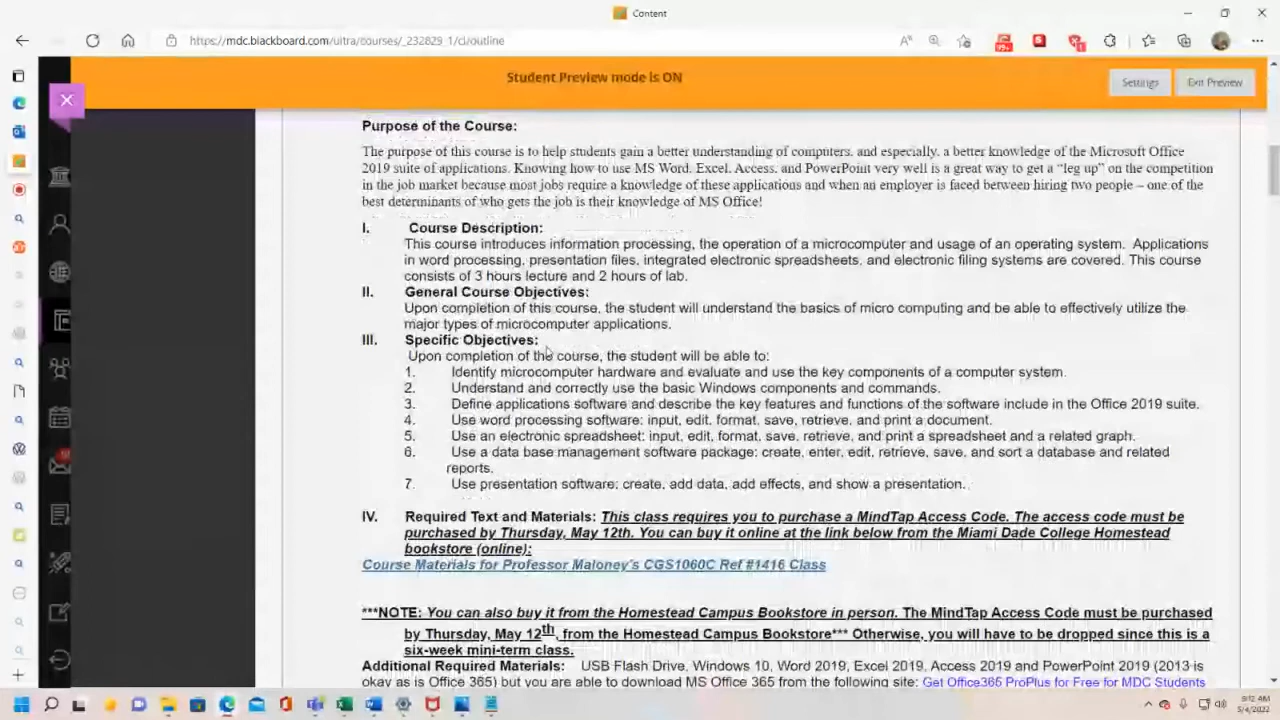 Content
https://mdc.blackboard.com/ultra/courses/_232829_1/cl/outline
Student Preview mode is ON
Settings
Exit Preview
Purpose of the Course:
The purpose of this course is to help students gain a better understanding of computers, and especially, a better knowledge of the Microsoft Office
2019 suite of applications. Knowing how to use MS Word, Excel, Access, and PowerPoint very well is a great way to get a “leg up” on the competition
in the job market because most jobs require a knowledge of these applications and when an employer is faced between hiring two people – one of the
best determinants of who gets the job is their knowledge of MS Office!
I. Course Description:
This course introduces information processing, the operation of a microcomputer and usage of an operating system. Applications
in word processing, presentation files, integrated electronic spreadsheets, and electronic filing systems are covered. This course
consists of 3 hours lecture and 2 hours of lab.
II. General Course Objectives:
Upon completion of this course, the student will understand the basics of micro computing and be able to effectively utilize the
major types of microcomputer applications.
III. Specific Objectives:
Upon completion of the course, the student will be able to:
1. Identify microcomputer hardware and evaluate and use the key components of a computer system.
2. Understand and correctly use the basic Windows components and commands.
3. Define applications software and describe the key features and functions of the software include in the Office 2019 suite.
4. Use word processing software: input, edit, format, save, retrieve, and print a document.
5. Use an electronic spreadsheet: input, edit, format, save, retrieve, and print a spreadsheet and a related graph.
6. Use a data base management software package: create, enter, edit, retrieve, save, and sort a database and related
reports.
7. Use presentation software; create, add data, add effects, and show a presentation.
IV. Required Text and Materials: This class requires you to purchase a MindTap Access Code. The access code must be
purchased by Thursday, May 12th. You can buy it online at the link below from the Miami Dade College Homestead
bookstore (online):
Course Materials for Professor Maloney's CGS1060C Ref #1416 Class
***NOTE: You can also buy it from the Homestead Campus Bookstore in person. The MindTap Access Code must be purchased
by Thursday, May 12th, from the Homestead Campus Bookstore*** Otherwise, you will have to be dropped since this is a
six-week mini-term class.
Additional Required Materials: USB Flash Drive, Windows 10, Word 2019, Excel 2019, Access 2019 and PowerPoint 2019 (2013 is
okay as is Office 365) but you are able to download MS Office 365 from the following site: Get Office365 ProPlus for Free for MDC Students
9:12 AM
5/4/2022